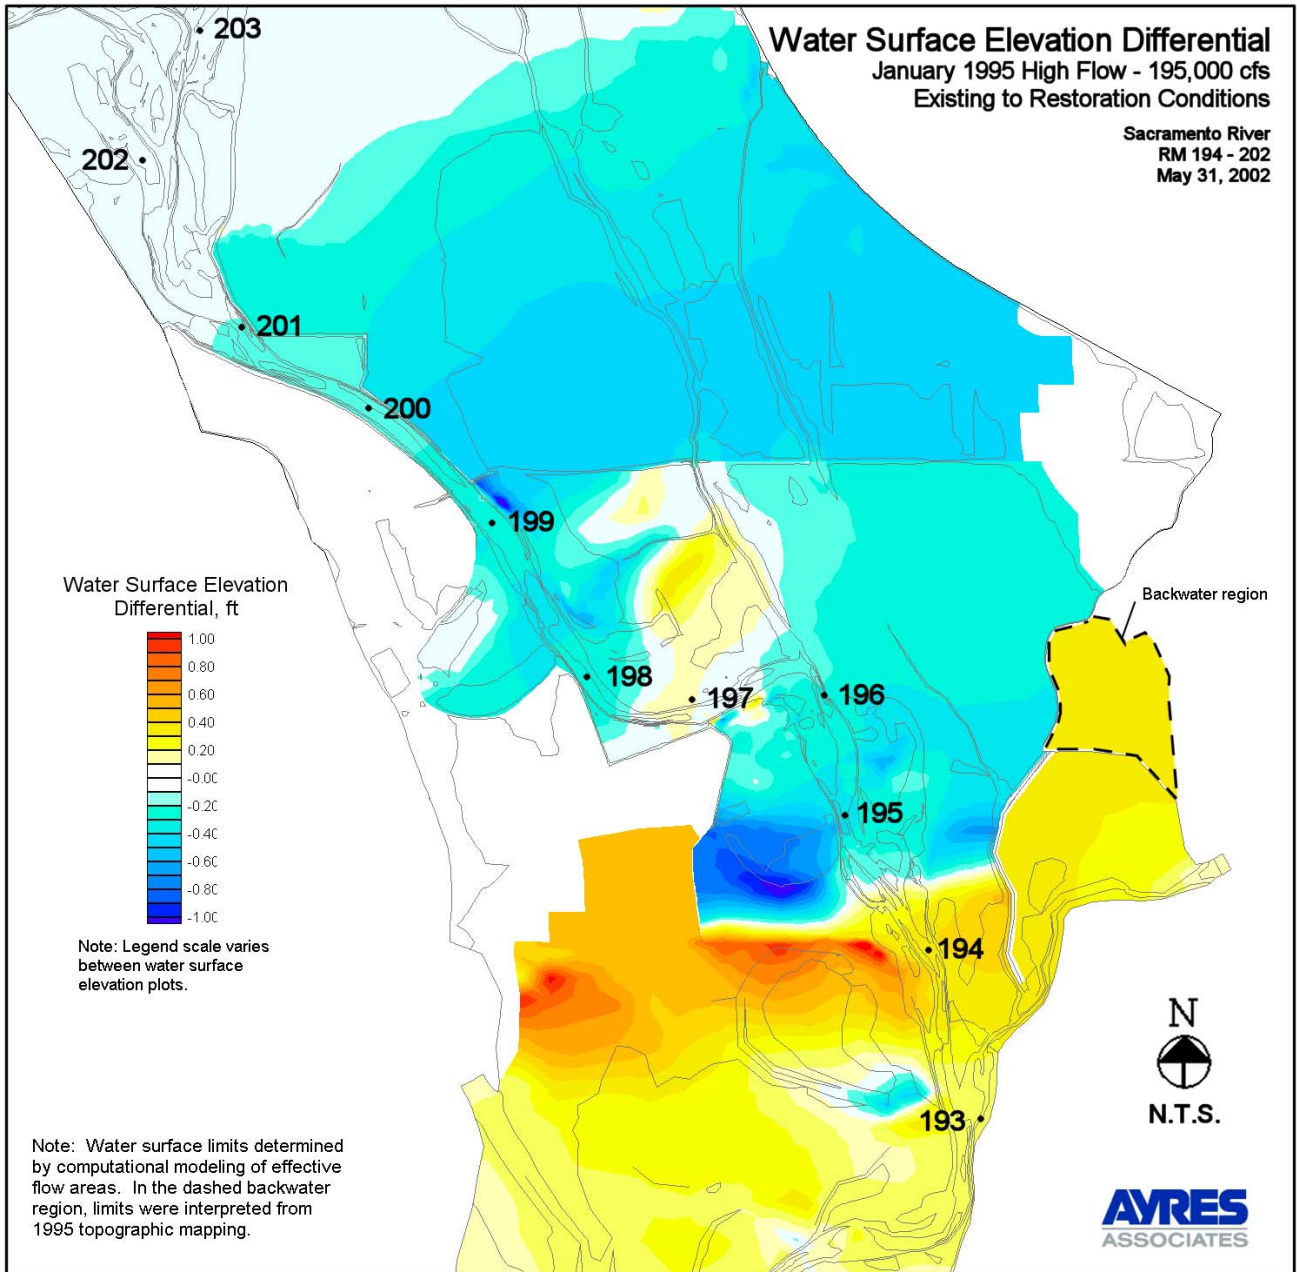 Water Surface Elevation Differential
January 1995 High Flow - 195,000 cfs
Existing to Restoration Conditions
Sacramento River
RM 194 - 202
May 31, 2002
203
202
201
200
199
198
197
196
195
194
193
Backwater region
Water Surface Elevation
Differential, ft
1.00
0.80
0.60
0.40
0.20
-0.00
-0.20
-0.40
-0.60
-0.80
-1.00
Note: Legend scale varies
between water surface
elevation plots.
N
N.T.S.
Note: Water surface limits determined
by computational modeling of effective
flow areas. In the dashed backwater
region, limits were interpreted from
1995 topographic mapping.
AYRES
ASSOCIATES